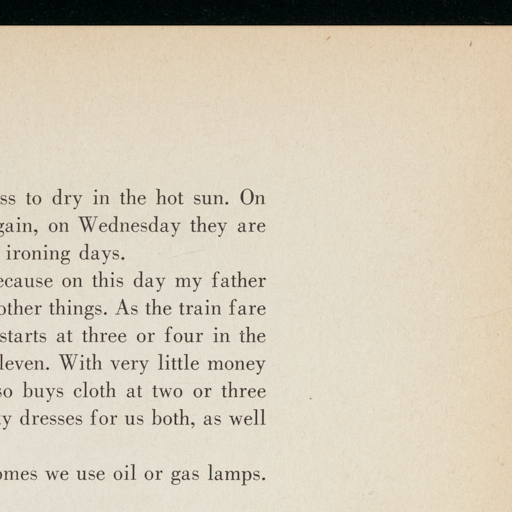 ss to dry in the hot sun. On
gain, on Wednesday they are
ironing days.
ecause on this day my father
other things. As the train fare
starts at three or four in the
leven. With very little money
so buys cloth at two or three
y dresses for us both, as well
omes we use oil or gas lamps.